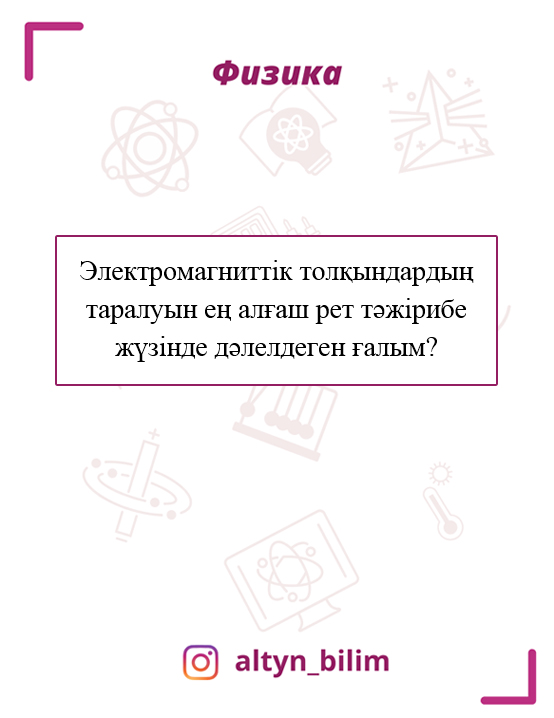 Физика
Электромагниттік толқындардың
таралуын ең алғаш рет тәжірибе
жүзінде дәлелдеген ғалым?
altyn_bilim